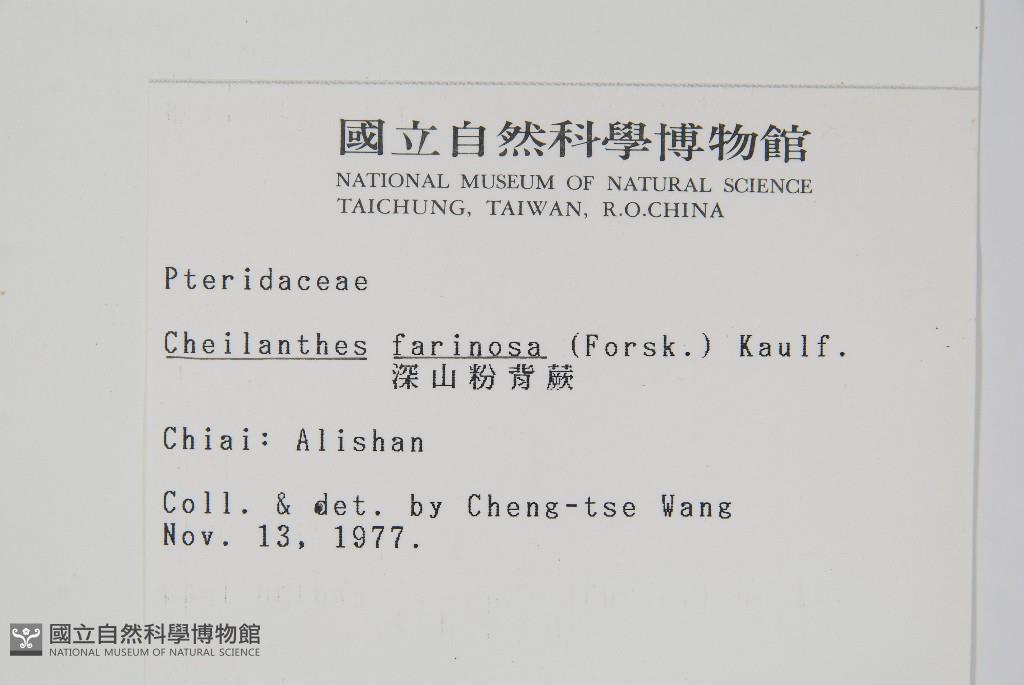 國立自然科學博物館
NATIONAL MUSEUM OF NATURAL SCIENCE
TAICHUNG, TAIWAN, R.O.CHINA
Pteridaceae
Cheilanthes farinosa (Forsk.) Kaulf.
深山粉背蕨
Chiai: Alishan
Coll. & det. by Cheng-tse Wang
Nov. 13, 1977.
國立自然科學博物館
NATIONAL MUSEUM OF NATURAL SCIENCE